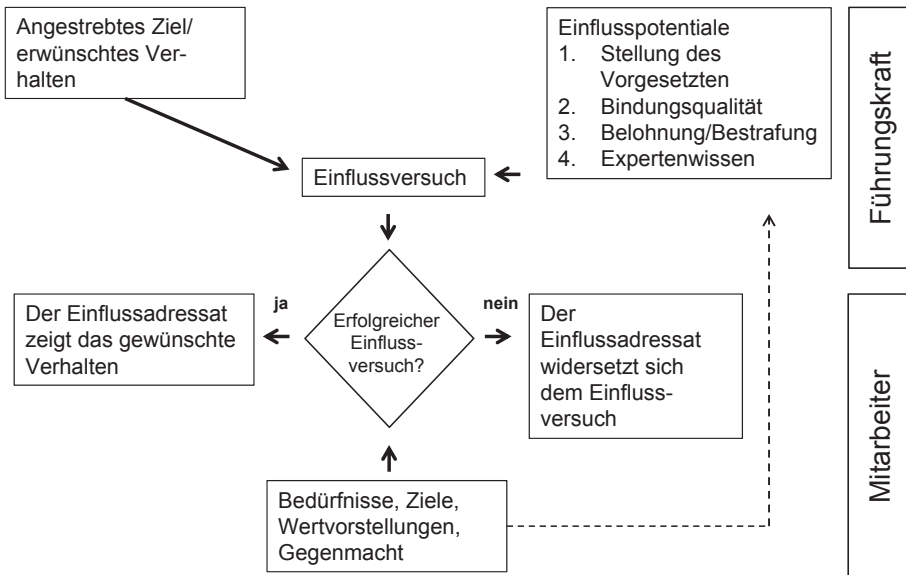 Angestrebtes Ziel/
erwünschtes Ver-
halten
Einflusspotentiale
1. Stellung des
Vorgesetzten
2. Bindungsqualität
3. Belohnung/Bestrafung
4. Expertenwissen
Führungskraft
Einflussversuch
ja
nein
Der Einflussadressat
zeigt das gewünschte
Verhalten
Erfolgreicher
Einfluss-
versuch?
Der
Einflussadressat
widersetzt sich
dem Einfluss-
versuch
Mitarbeiter
Bedürfnisse, Ziele,
Wertvorstellungen,
Gegenmacht